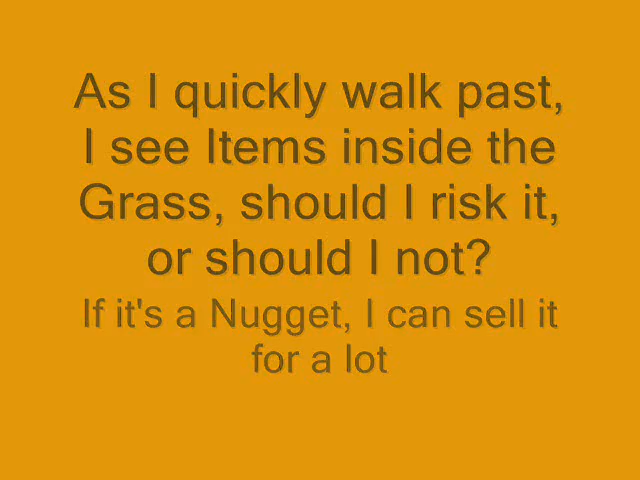 As I quickly walk past,
I see Items inside the
Grass, should I risk it,
or should I not?
If it's a Nugget, I can sell it
for a lot